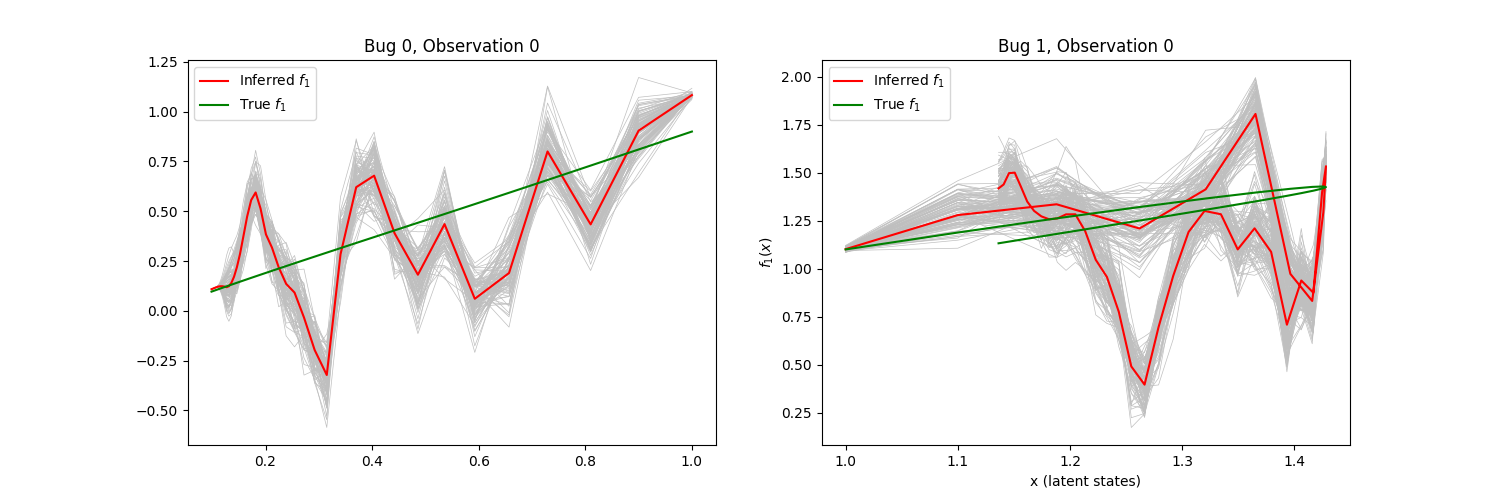 Bug 0, Observation 0
Inferred f₁
True f₁
1.25
1.00
0.75
0.50
0.25
0.00
−0.25
−0.50
0.2 0.4 0.6 0.8 1.0
Bug 1, Observation 0
Inferred f₁
True f₁
f₁(x)
2.00
1.75
1.50
1.25
1.00
0.75
0.50
0.25
1.0 1.1 1.2 1.3 1.4
x (latent states)